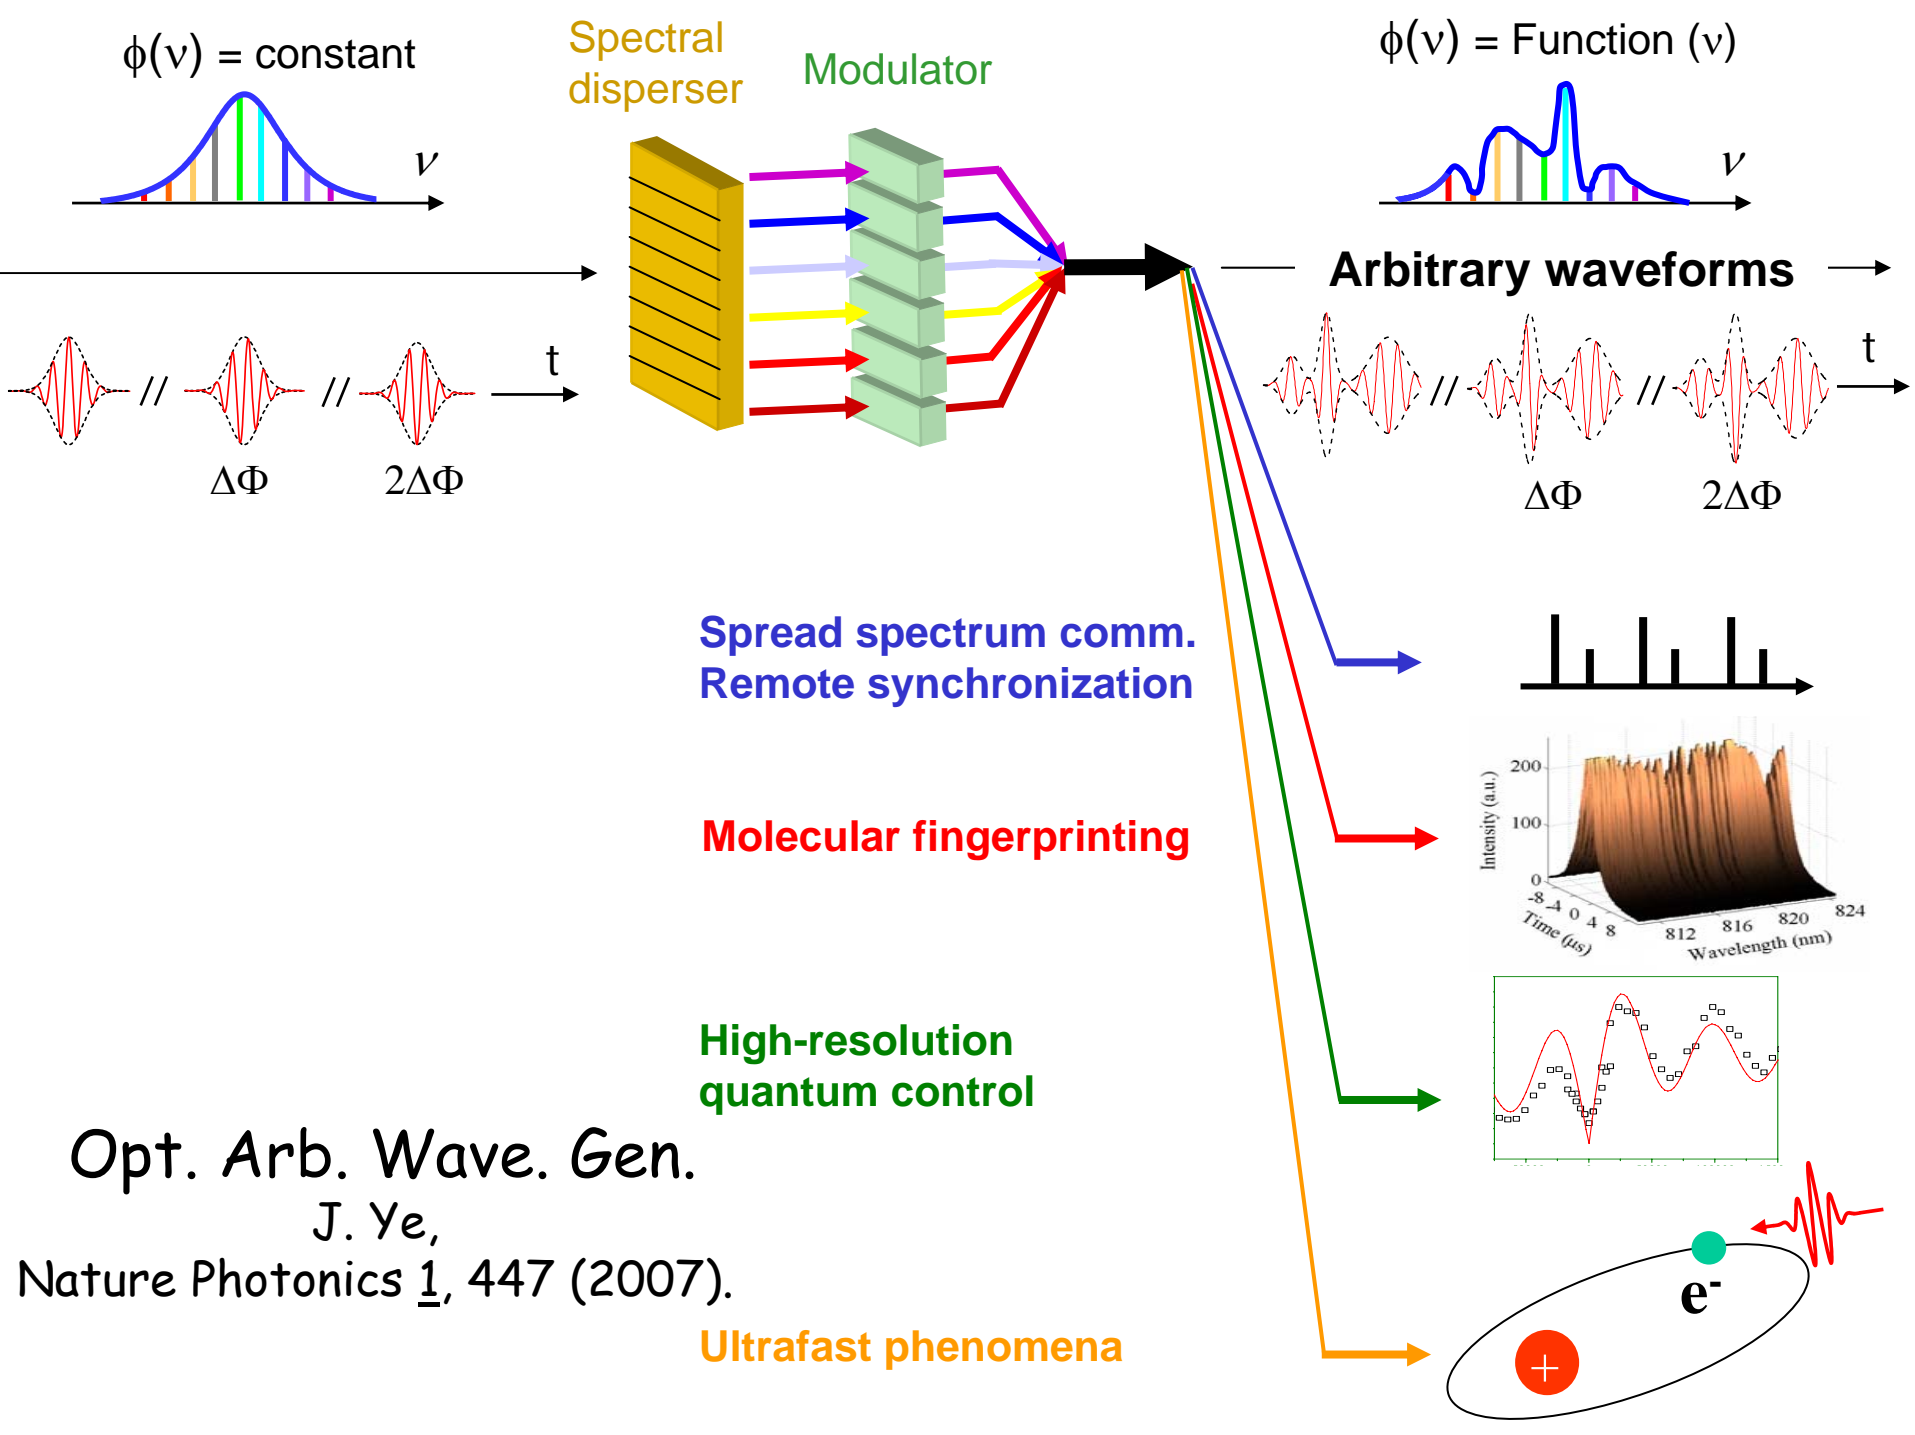 ϕ(ν) = constant
Spectral
disperser
Modulator
ϕ(ν) = Function (ν)
ν
ν
Arbitrary waveforms
//
//
t
//
//
t
ΔΦ
2ΔΦ
ΔΦ
2ΔΦ
Spread spectrum comm.
Remote synchronization
Intensity (a.u.)
200
100
0
-8
-4
0
4
8
Time (μs)
812
816
820
824
Wavelength (nm)
Molecular fingerprinting
High-resolution
quantum control
Opt. Arb. Wave. Gen.
J. Ye,
Nature Photonics 1, 447 (2007).
Ultrafast phenomena
e-
+